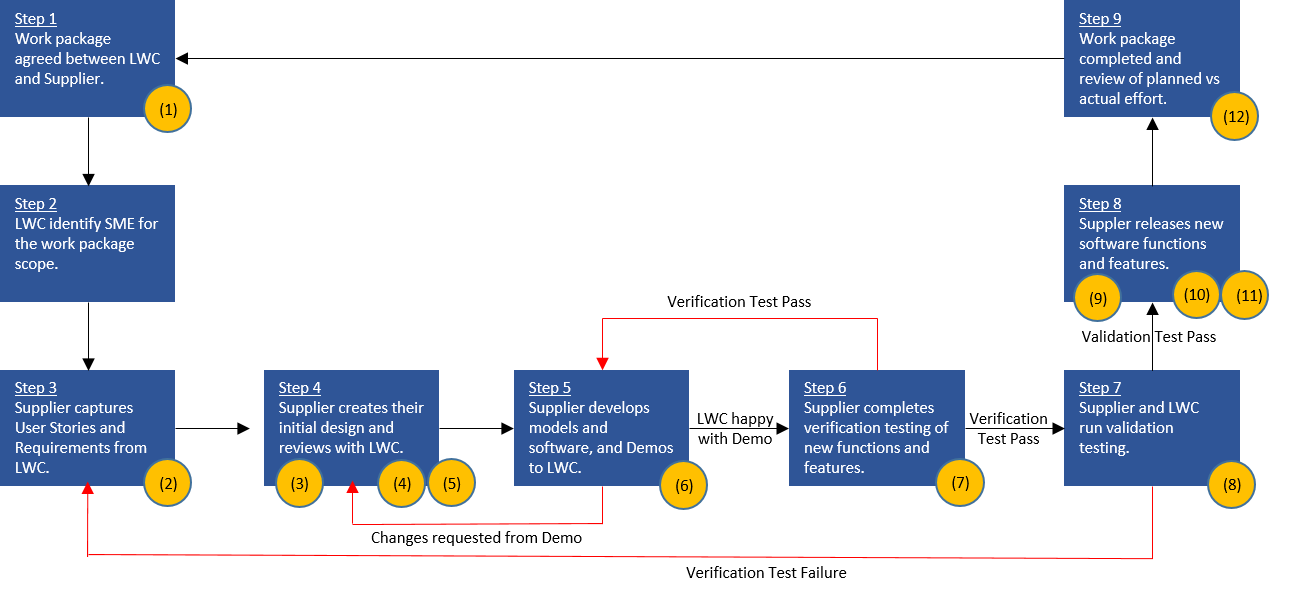 Step 1
Work package
agreed between LWC
and Supplier.
(1)
Step 9
Work package
completed and
review of planned vs
actual effort.
(12)
Step 2
LWC identify SME for
the work package
scope.
Step 8
Suppler releases new
software functions
and features.
(9)
(10)
(11)
Verification Test Pass
Validation Test Pass
Step 3
Supplier captures
User Stories and
Requirements from
LWC.
(2)
Step 4
Supplier creates their
initial design and
reviews with LWC.
(3)
(4)
(5)
Step 5
Supplier develops
models and
software, and Demos
to LWC.
(6)
LWC happy
with Demo
Step 6
Supplier completes
verification testing of
new functions and
features.
(7)
Verification
Test Pass
Step 7
Supplier and LWC
run validation
testing.
(8)
Changes requested from Demo
Verification Test Failure